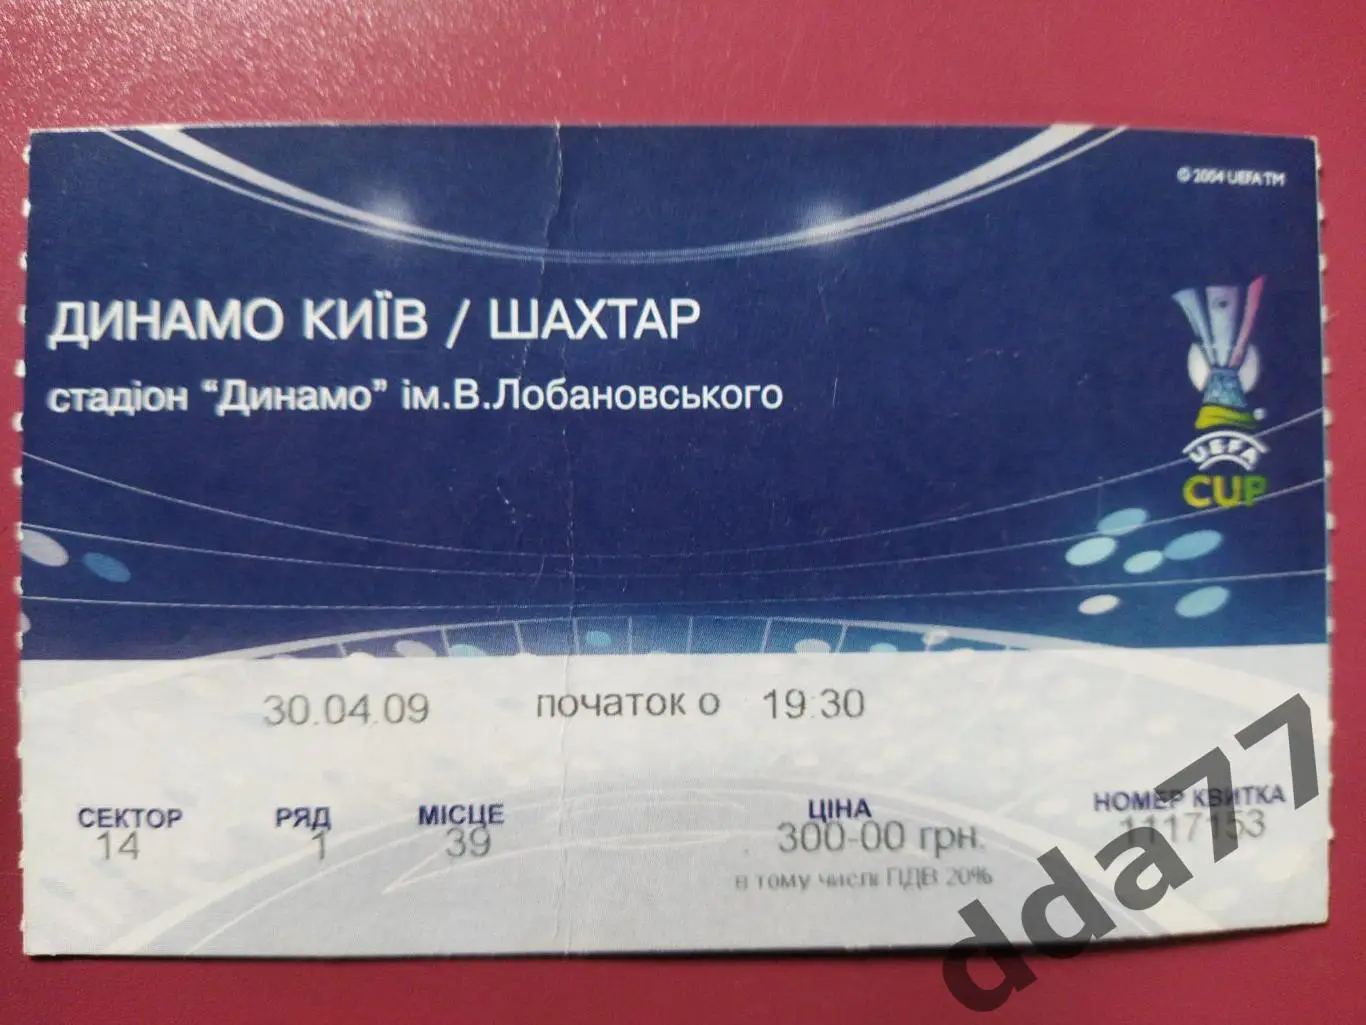 © 2004 UEFA TM
ДИНАМО КИЇВ / ШАХТАР
стадіон “Динамо” ім.В.Лобановського
UEFA
CUP
30.04.09 початок о 19:30
СЕКТОР РЯД МІСЦЕ ЦІНА НОМЕР КВИТКА
14 1 39 300-00 грн. 1117153
в тому числі ПДВ 20%
dda77